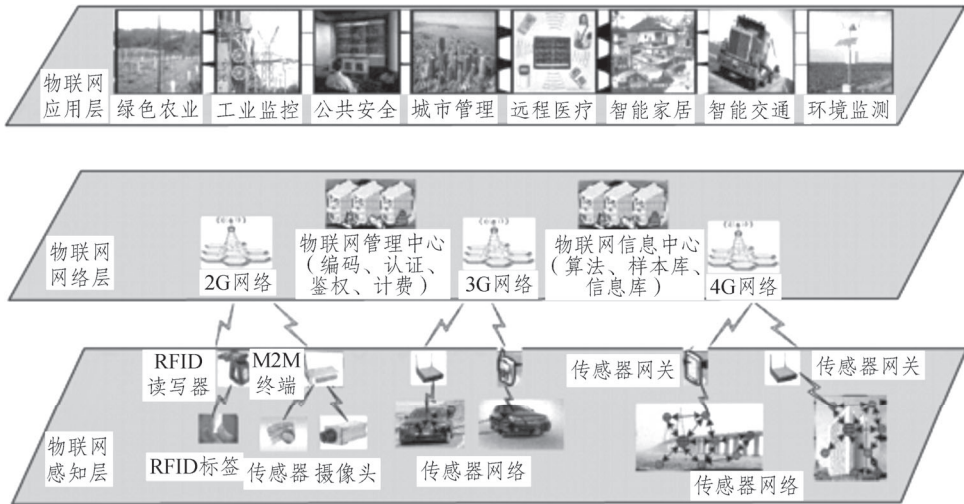 物联网
应用层
绿色农业 工业监控 公共安全 城市管理 远程医疗 智能家居 智能交通 环境监测
物联网
网络层
2G网络
物联网管理中心
（编码、认证、
鉴权、计费）
3G网络
物联网信息中心
（算法、样本库、
信息库）
4G网络
RFID
读写器
M2M
终端
传感器网关
传感器网关
物联网
感知层
RFID标签 传感器 摄像头 传感器网络
传感器网络